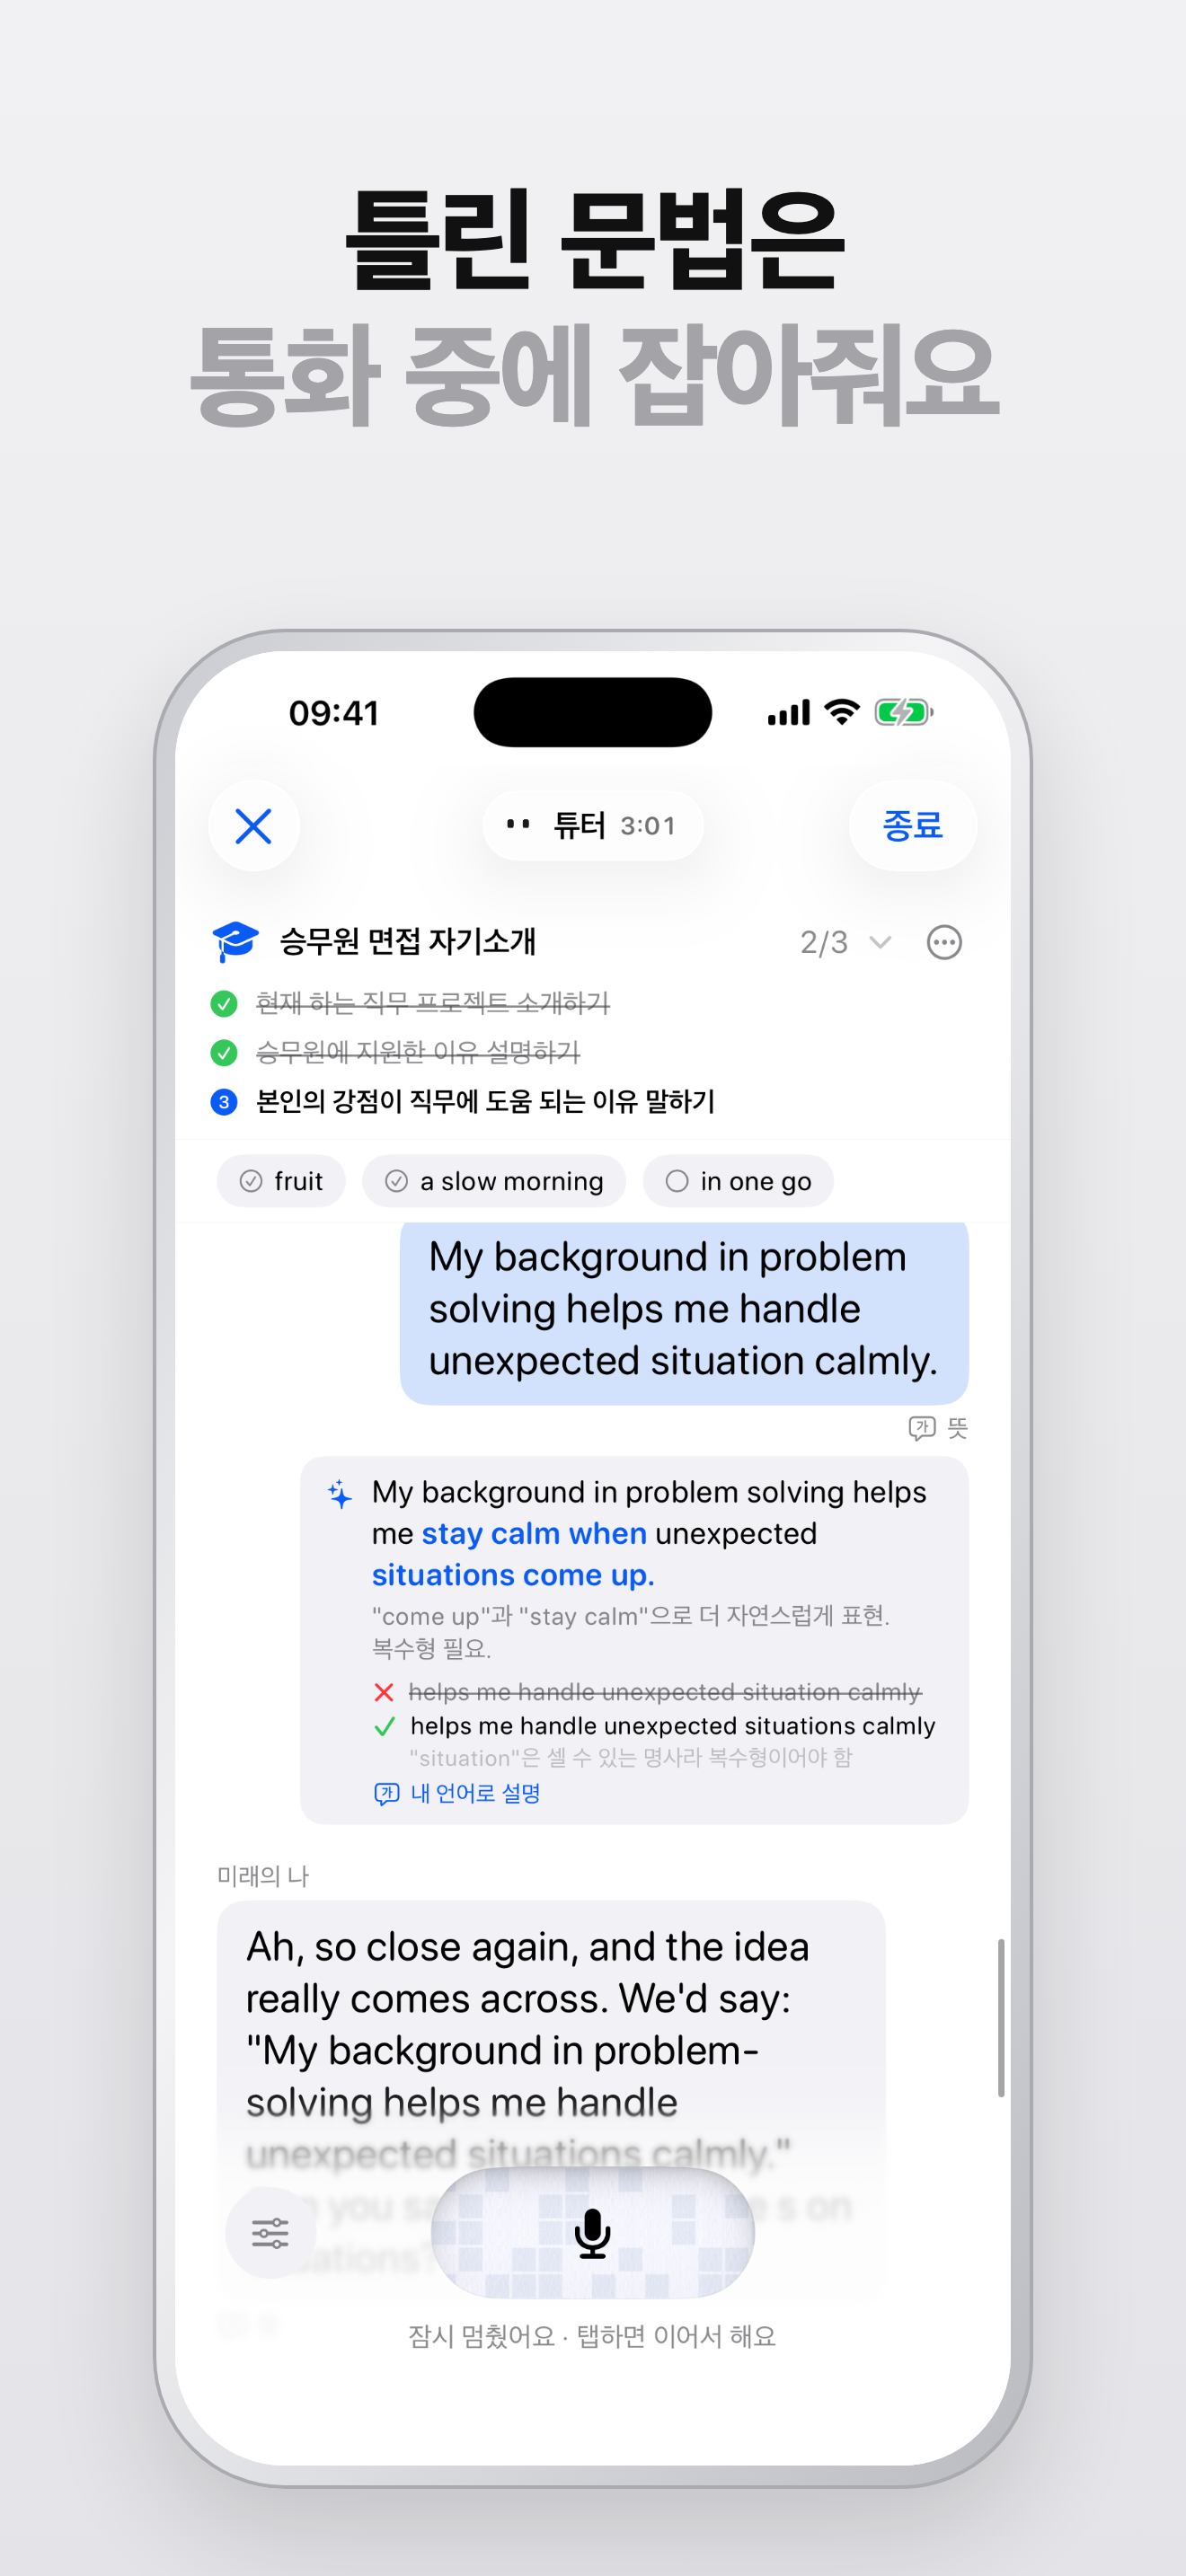 틀린 문법은
통화 중에 잡아줘요
09:41
튜터 3:01
종료
승무원 면접 자기소개
2/3
현재 하는 직무 프로젝트 소개하기
승무원에 지원한 이유 설명하기
3 본인의 강점이 직무에 도움 되는 이유 말하기
fruit
a slow morning
in one go
My background in problem
solving helps me handle
unexpected situation calmly.
가 뜻
My background in problem solving helps
me stay calm when unexpected
situations come up.
"come up"과 "stay calm"으로 더 자연스럽게 표현.
복수형 필요.
helps me handle unexpected situation calmly
helps me handle unexpected situations calmly
"situation"은 셀 수 있는 명사라 복수형이어야 함
가 내 언어로 설명
미래의 나
Ah, so close again, and the idea
really comes across. We'd say:
"My background in problem-
solving helps me handle
unexpected situations calmly."
you
s on
잠시 멈췄어요 · 탭하면 이어서 해요